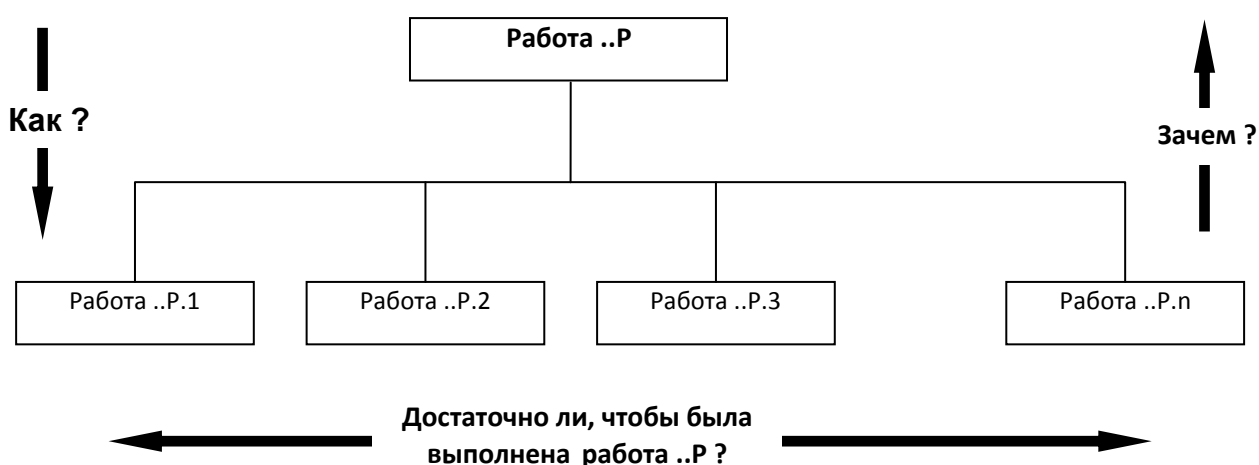 Работа ..Р
Как ?
Зачем ?
Работа ..Р.1
Работа ..Р.2
Работа ..Р.3
Работа ..Р.n
Достаточно ли, чтобы была
выполнена работа ..Р ?